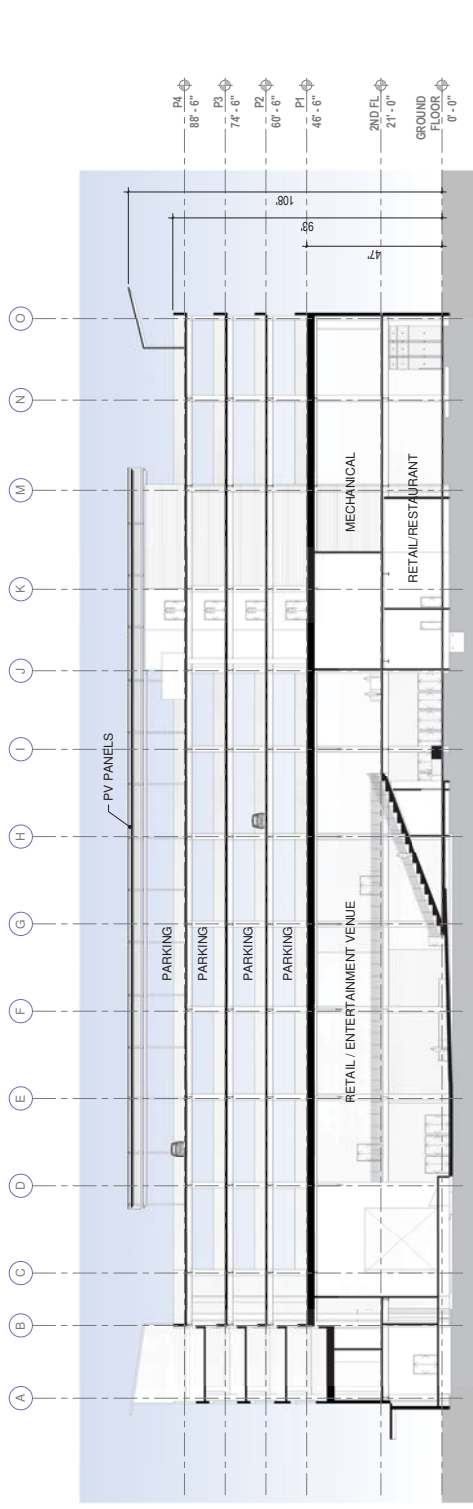 A B C D E F G H I J K M N O
PV PANELS
PARKING
PARKING
PARKING
PARKING
RETAIL / ENTERTAINMENT VENUE
MECHANICAL
RETAIL/RESTAURANT
108'
93'
47'
P4
88' - 6"
P3
74' - 6"
P2
60' - 6"
P1
46' - 6"
2ND FL
21' - 0"
GROUND
FLOOR
0' - 0"